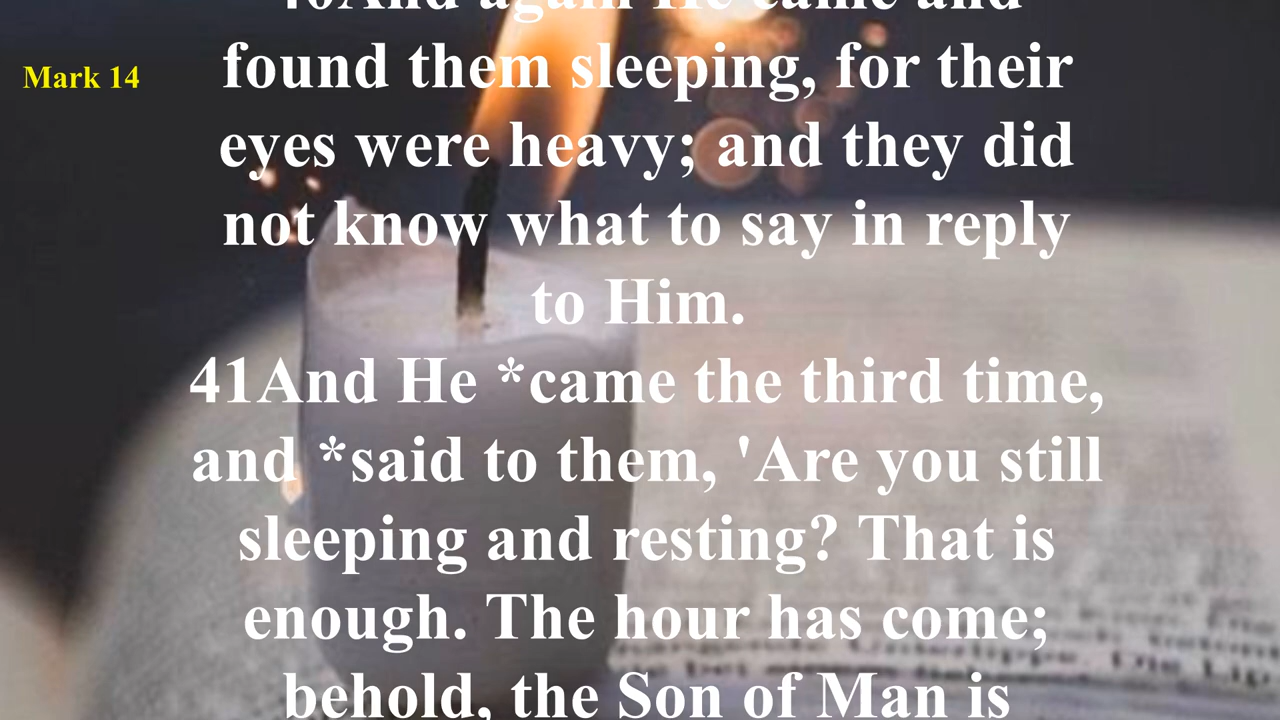 40And again He came and
Mark 14
found them sleeping, for their
eyes were heavy; and they did
not know what to say in reply
to Him.
41And He *came the third time,
and *said to them, 'Are you still
sleeping and resting? That is
enough. The hour has come;
behold, the Son of Man is